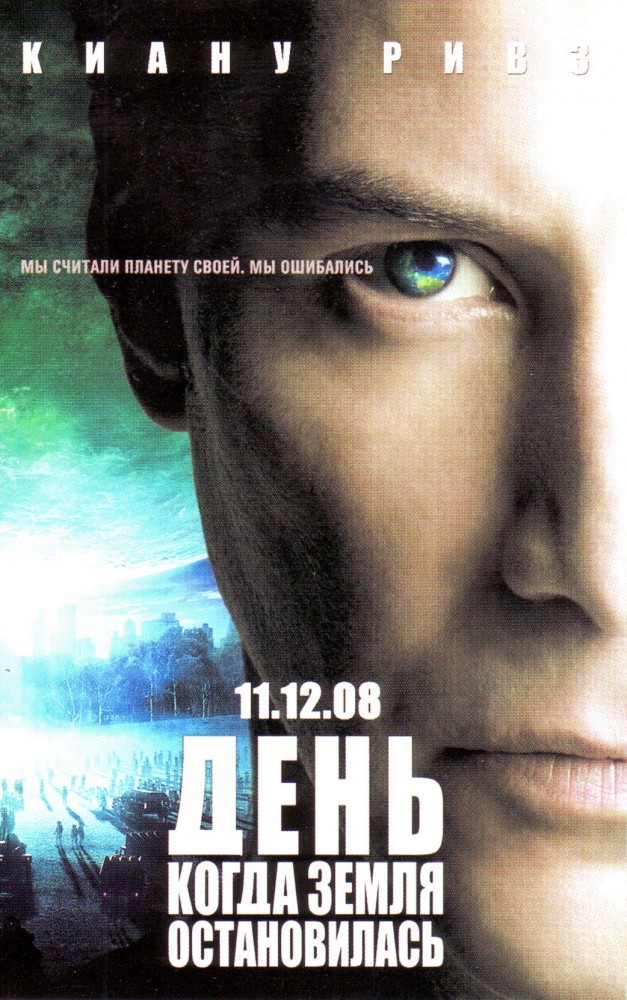 КИАНУ РИВЗ
МЫ СЧИТАЛИ ПЛАНЕТУ СВОЕЙ. МЫ ОШИБАЛИСЬ
11.12.08
ДЕНЬ
КОГДА ЗЕМЛЯ
ОСТАНОВИЛАСЬ